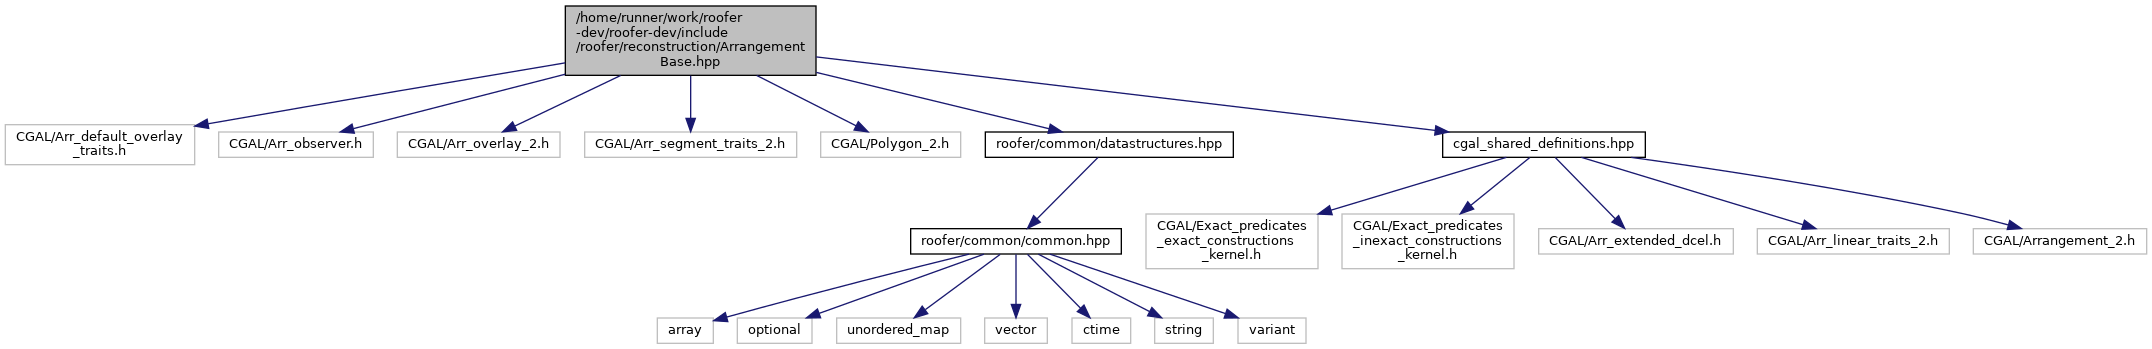 /home/runner/work/roofer
-dev/roofer-dev/include
/roofer/reconstruction/Arrangement
Base.hpp
CGAL/Arr_default_overlay
_traits.h
CGAL/Arr_observer.h
CGAL/Arr_overlay_2.h
CGAL/Arr_segment_traits_2.h
CGAL/Polygon_2.h
roofer/common/datastructures.hpp
cgal_shared_definitions.hpp
roofer/common/common.hpp
CGAL/Exact_predicates
_exact_constructions
_kernel.h
CGAL/Exact_predicates
_inexact_constructions
_kernel.h
CGAL/Arr_extended_dcel.h
CGAL/Arr_linear_traits_2.h
CGAL/Arrangement_2.h
array
optional
unordered_map
vector
ctime
string
variant